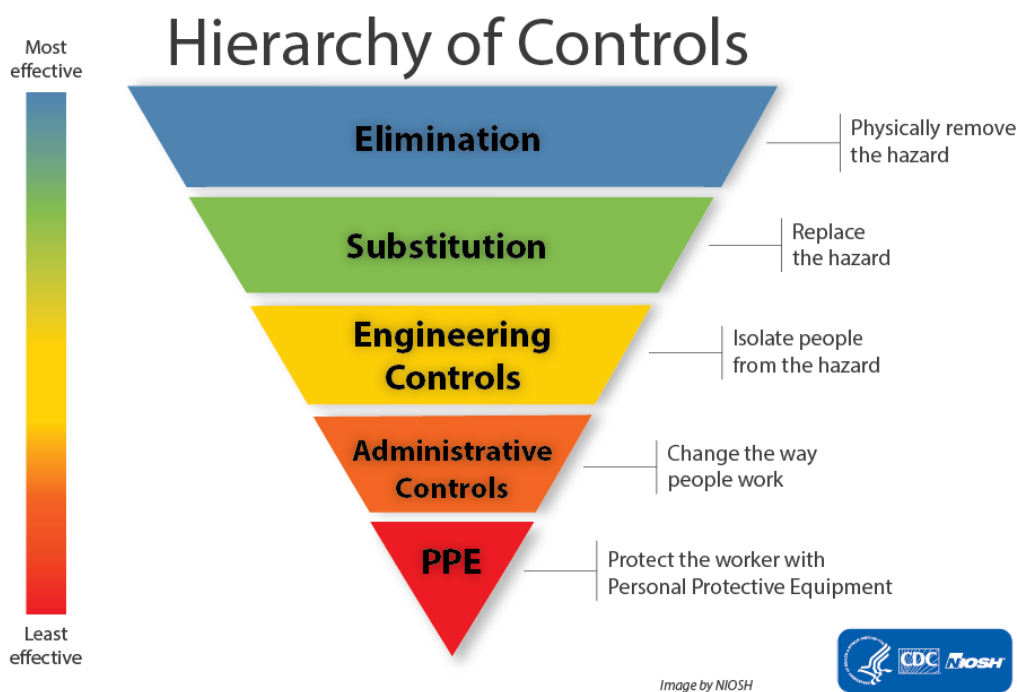 Hierarchy of Controls
Most
effective
Elimination
Physically remove
the hazard
Substitution
Replace
the hazard
Engineering
Controls
Isolate people
from the hazard
Administrative
Controls
Change the way
people work
PPE
Protect the worker with
Personal Protective Equipment
Least
effective
Image by NIOSH
CDC
NIOSH